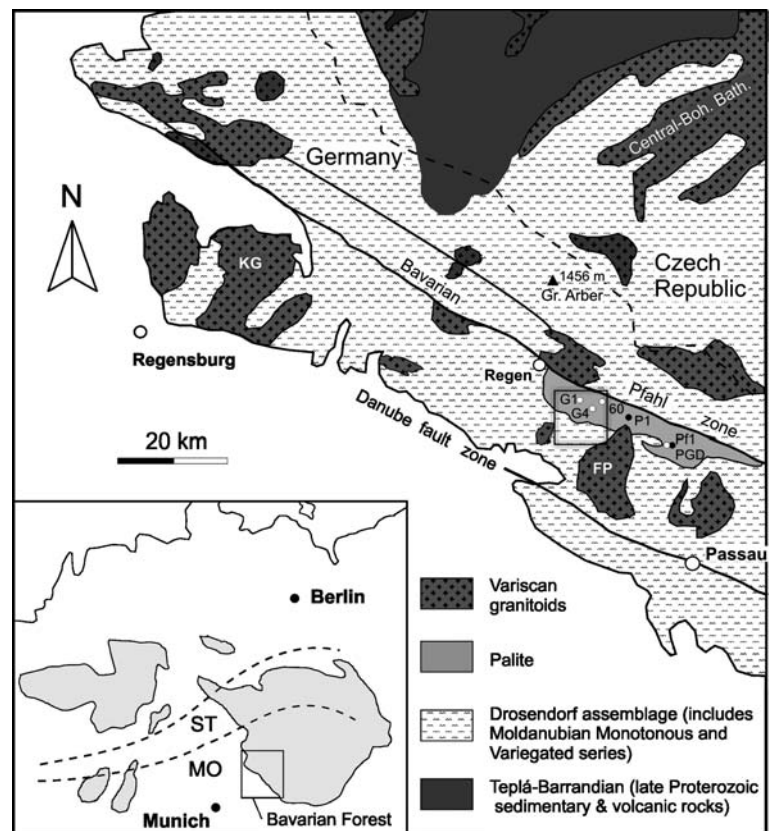 Central-Boh. Bath.
Germany
N
KG
Bavarian
1456 m
Gr. Arber
Czech
Republic
Regensburg
Regen
Pfahl
zone
G1
G4
60
P1
Pf1
PGD
20 km
Danube fault zone
FP
Passau
Berlin
ST
MO
Munich
Bavarian Forest
Variscan
granitoids
Palite
Drosendorf assemblage (includes
Moldanubian Monotonous and
Variegated series)
Teplá-Barrandian (late Proterozoic
sedimentary & volcanic rocks)